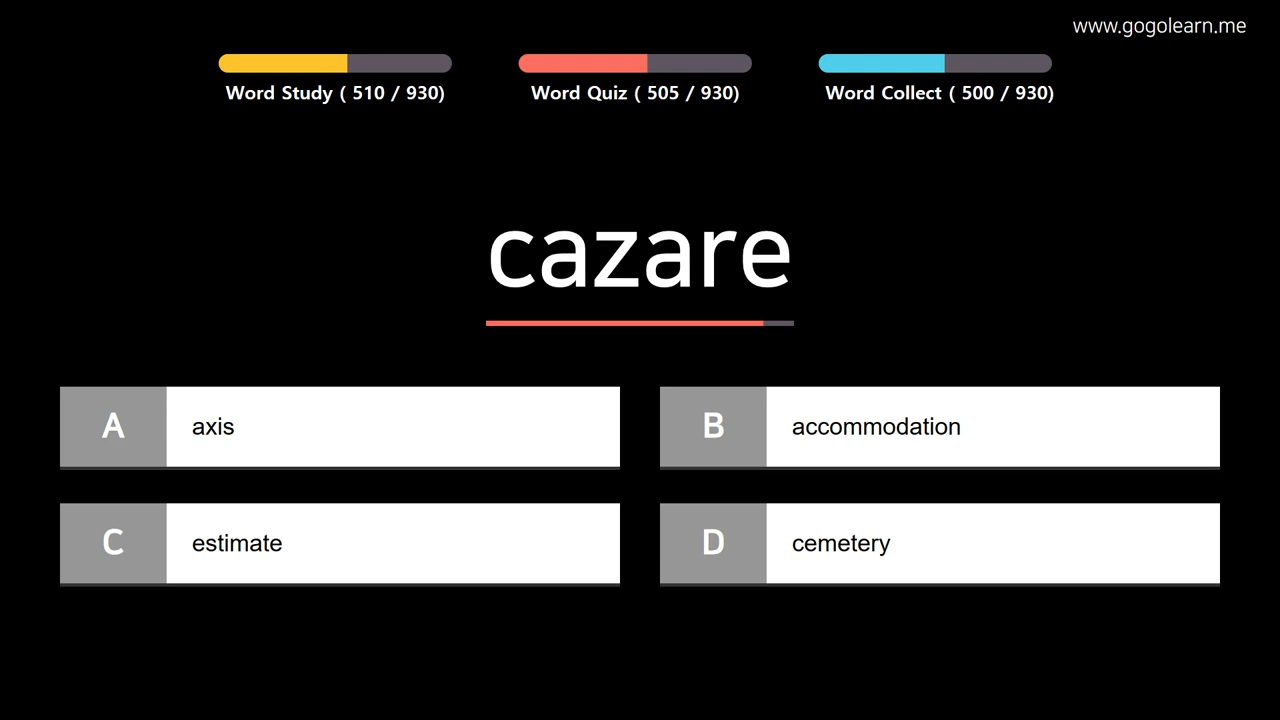 www.gogolearn.me
Word Study ( 510 / 930)
Word Quiz ( 505 / 930)
Word Collect ( 500 / 930)
cazare
A axis
B accommodation
C estimate
D cemetery